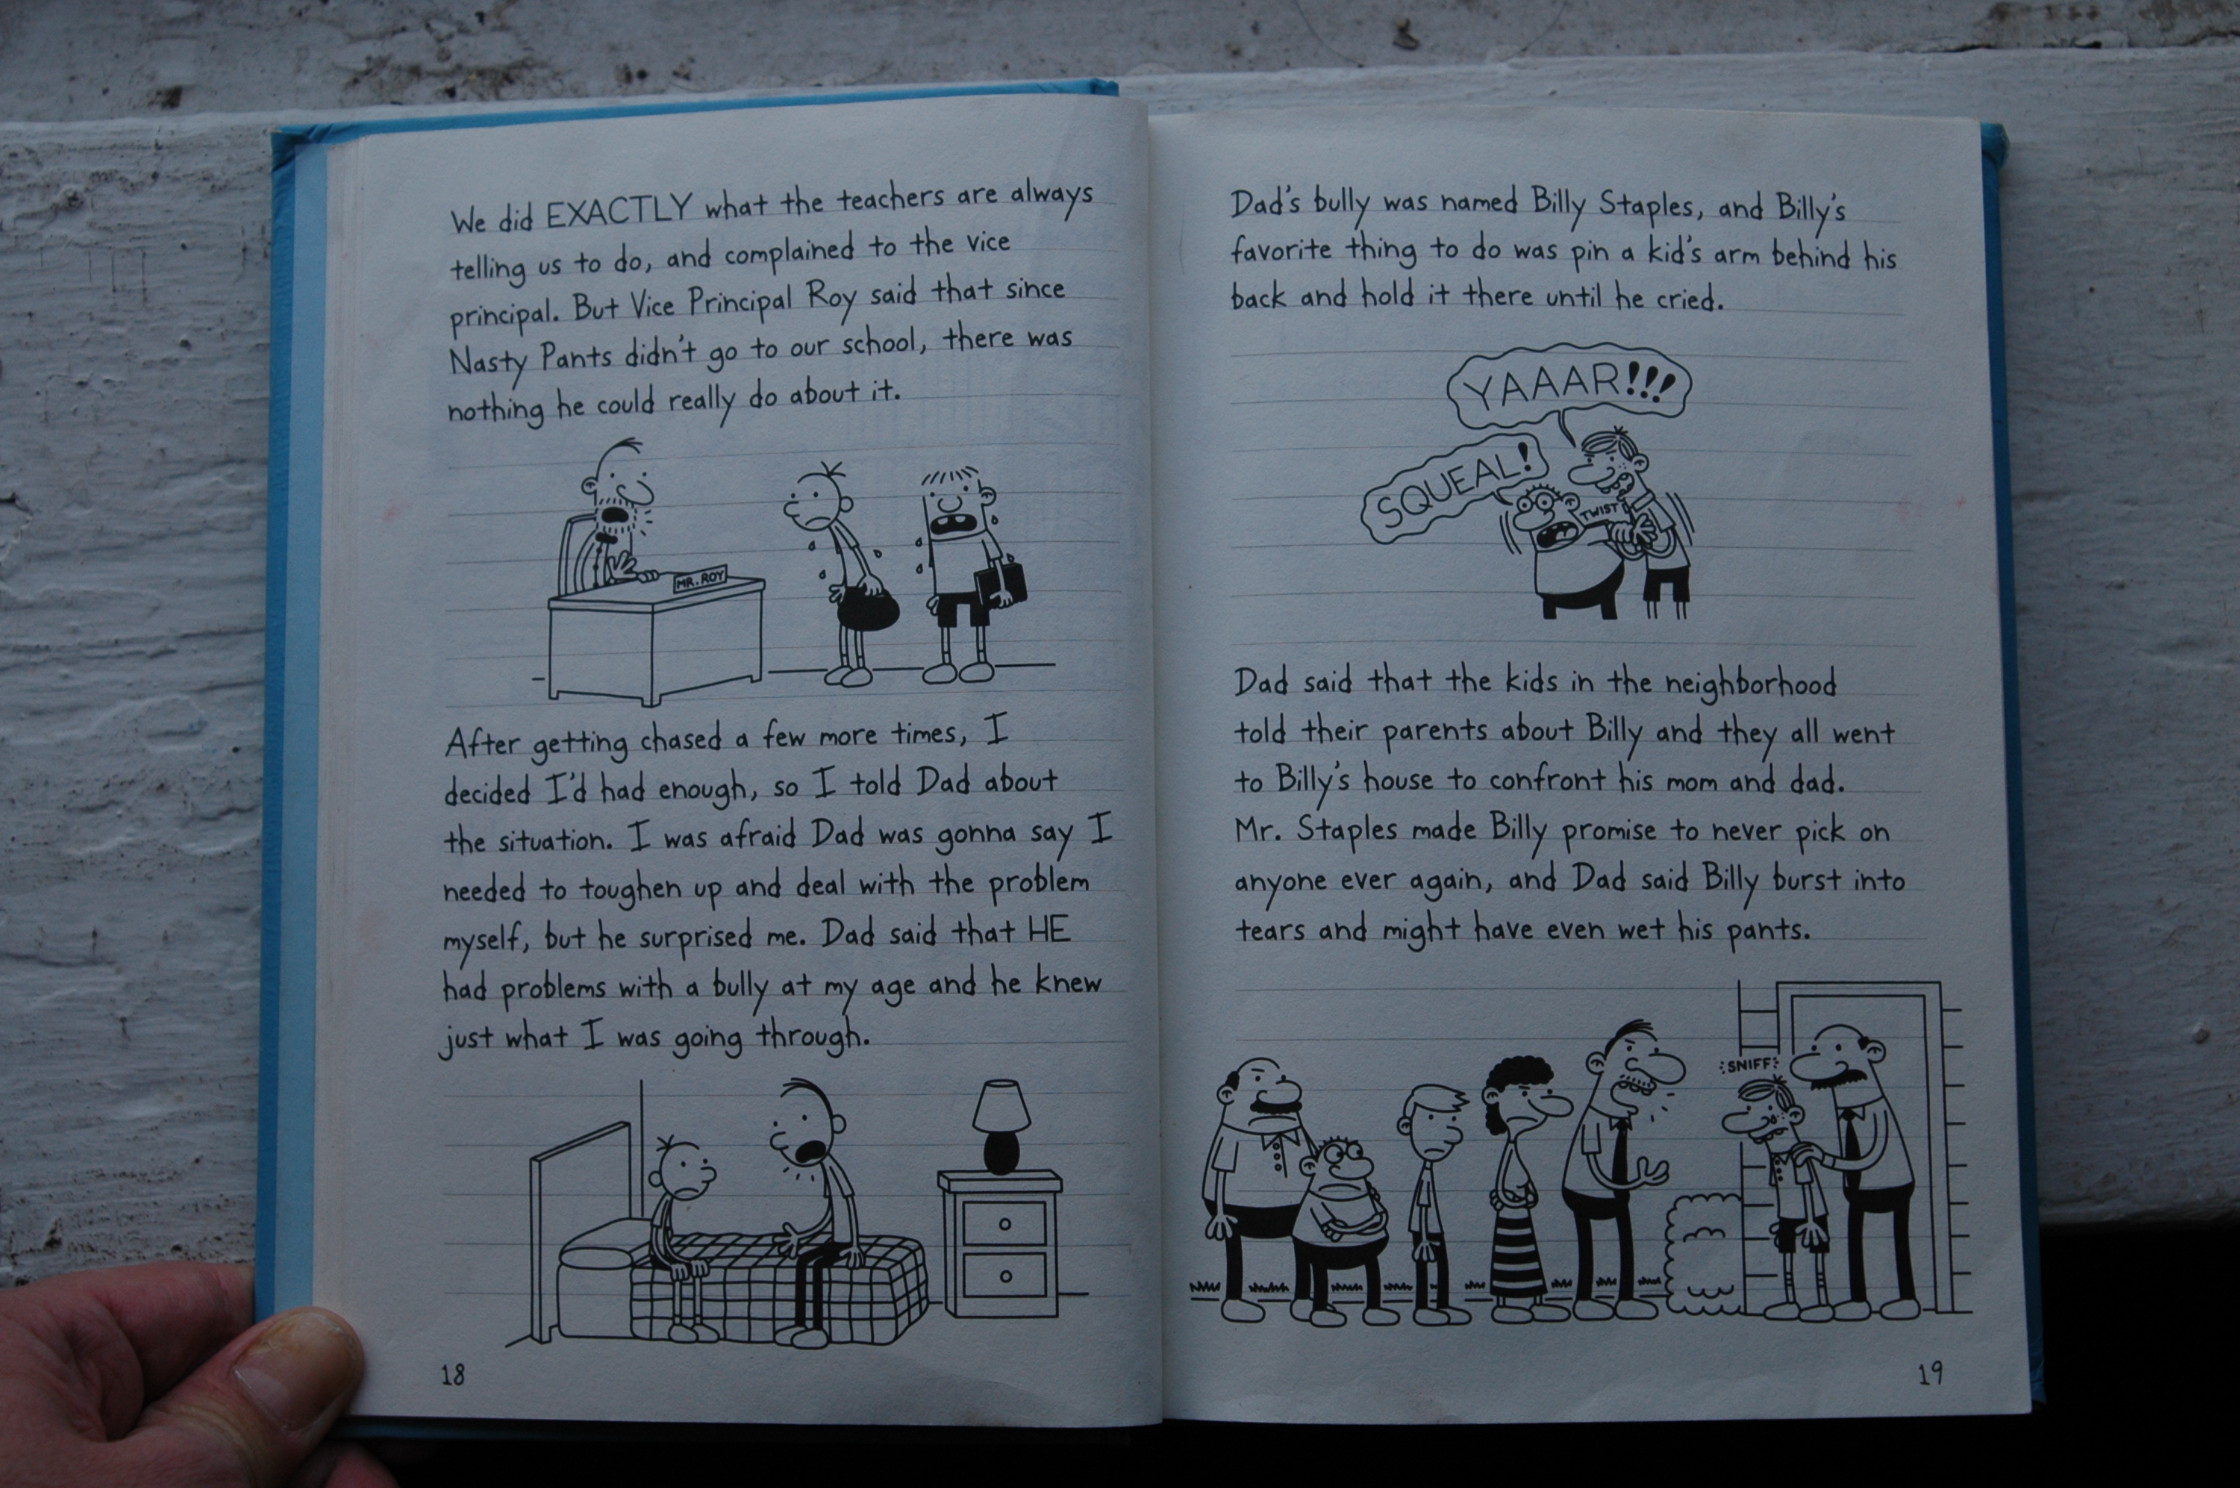 We did EXACTLY what the teachers are always
telling us to do, and complained to the vice
principal. But Vice Principal Roy said that since
Nasty Pants didn't go to our school, there was
nothing he could really do about it.
MR. ROY
After getting chased a few more times, I
decided I'd had enough, so I told Dad about
the situation. I was afraid Dad was gonna say I
needed to toughen up and deal with the problem
myself, but he surprised me. Dad said that HE
had problems with a bully at my age and he knew
just what I was going through.
18
Dad's bully was named Billy Staples, and Billy's
favorite thing to do was pin a kid's arm behind his
back and hold it there until he cried.
YAAAR!!!
SQUEAL!
TWIST
Dad said that the kids in the neighborhood
told their parents about Billy and they all went
to Billy's house to confront his mom and dad.
Mr. Staples made Billy promise to never pick on
anyone ever again, and Dad said Billy burst into
tears and might have even wet his pants.
SNIFF
19